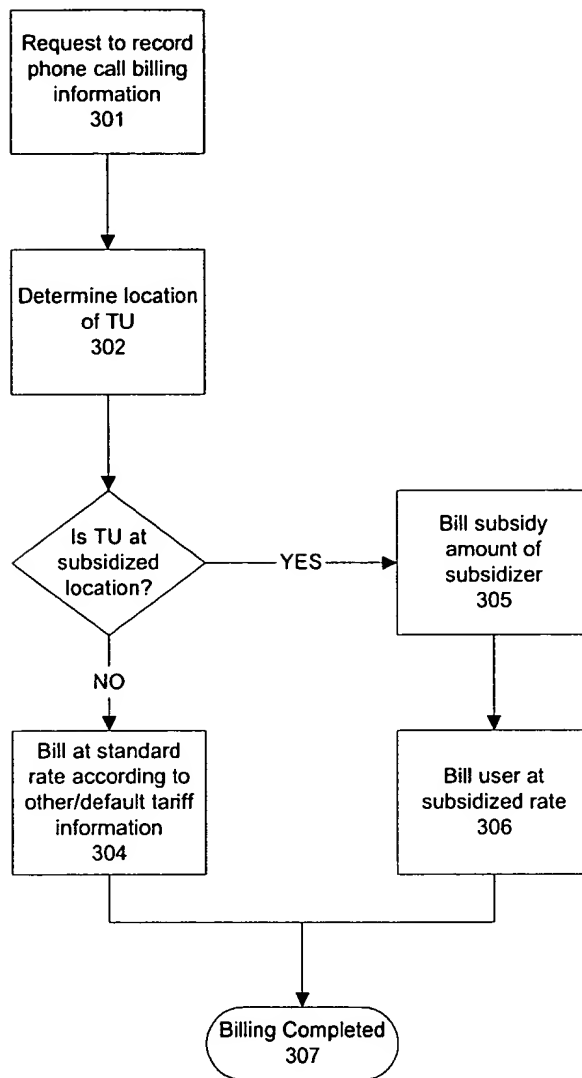 Request to record
phone call billing
information
301
Determine location
of TU
302
Is TU at
subsidized
location?
YES
Bill subsidy
amount of
subsidizer
305
NO
Bill at standard
rate according to
other/default tariff
information
304
Bill user at
subsidized rate
306
Billing Completed
307